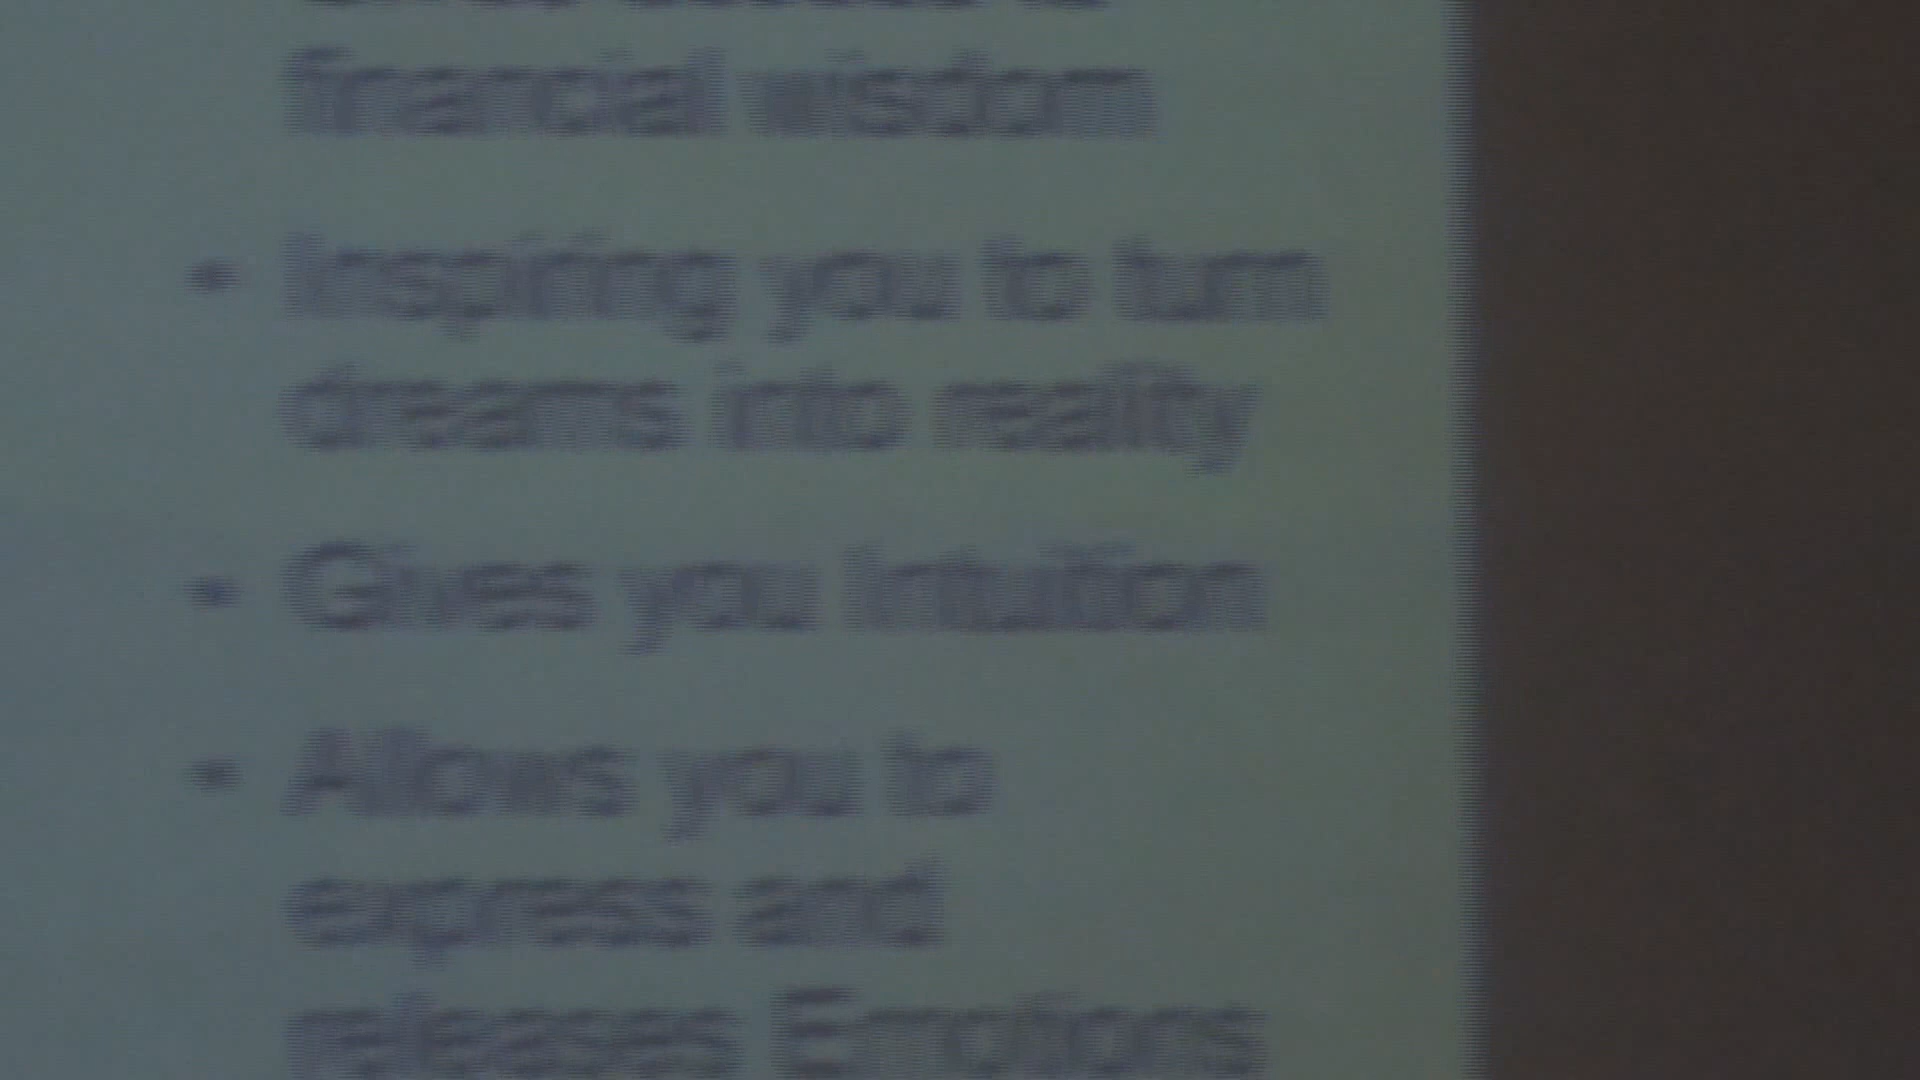 financial wisdom
• Inspiring you to turn
dreams into reality
• Gives you Intuition
• Allows you to
express and
releases Emotions